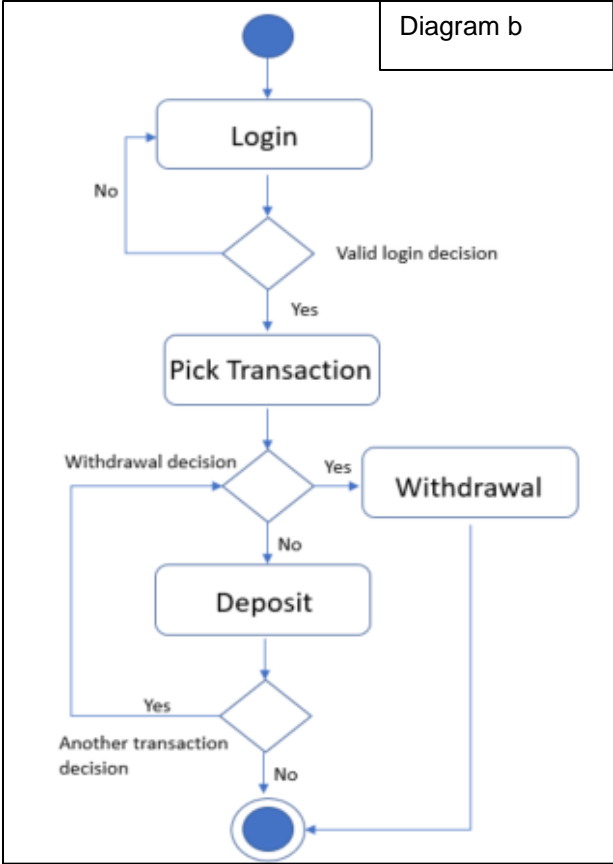 Diagram b
Login
No
Valid login decision
Yes
Pick Transaction
Withdrawal decision
Yes
Withdrawal
No
Deposit
Yes
Another transaction
decision
No